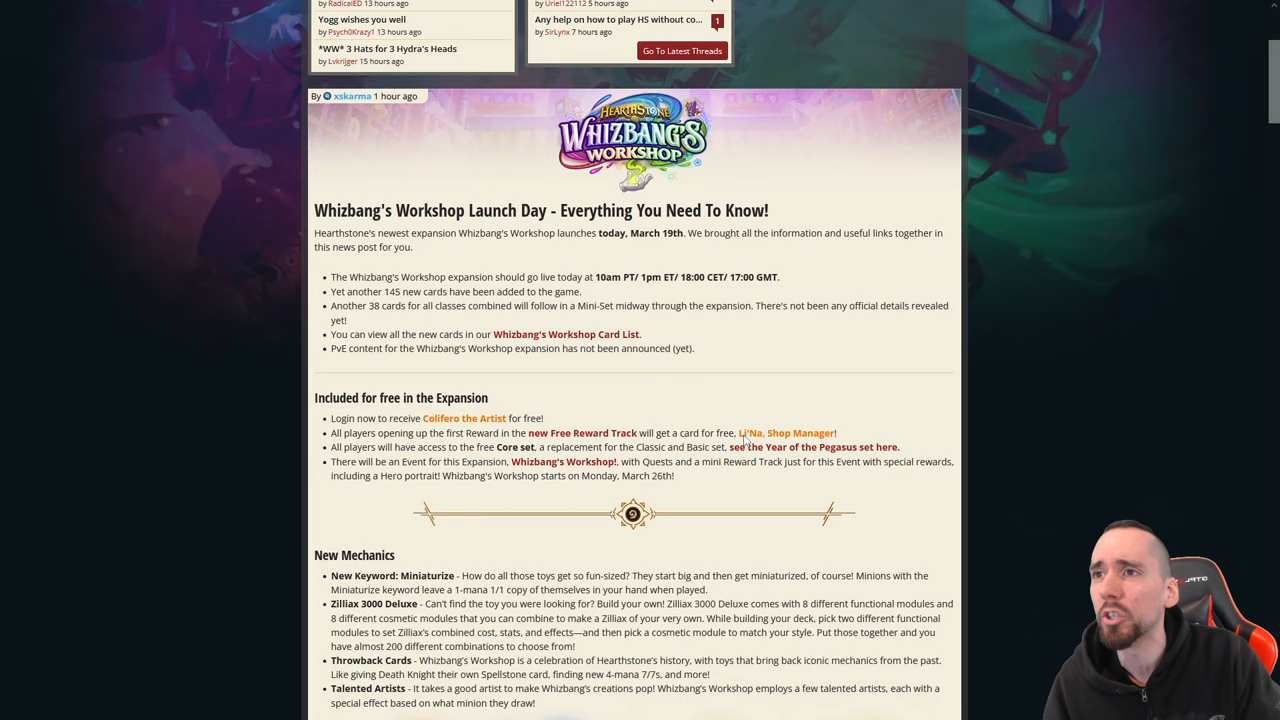 by RadicalED 13 hours ago
Yogg wishes you well
by Psych0Krazy1 13 hours ago
*WW* 3 Hats for 3 Hydra's Heads
by Lvkrijger 15 hours ago
by Uriel122112 5 hours ago
Any help on how to play HS without co... 1
by SirLynx 7 hours ago
Go To Latest Threads
By xskarma 1 hour ago
HEARTHSTONE
WHIZBANG'S
WORKSHOP
Whizbang's Workshop Launch Day - Everything You Need To Know!
Hearthstone's newest expansion Whizbang's Workshop launches today, March 19th. We brought all the information and useful links together in
this news post for you.
• The Whizbang's Workshop expansion should go live today at 10am PT/ 1pm ET/ 18:00 CET/ 17:00 GMT.
• Yet another 145 new cards have been added to the game.
• Another 38 cards for all classes combined will follow in a Mini-Set midway through the expansion. There's not been any official details revealed
yet!
• You can view all the new cards in our Whizbang's Workshop Card List.
• PvE content for the Whizbang's Workshop expansion has not been announced (yet).
Included for free in the Expansion
• Login now to receive Colifero the Artist for free!
• All players opening up the first Reward in the new Free Reward Track will get a card for free, Li'Na, Shop Manager!
• All players will have access to the free Core set, a replacement for the Classic and Basic set, see the Year of the Pegasus set here.
• There will be an Event for this Expansion, Whizbang's Workshop!, with Quests and a mini Reward Track just for this Event with special rewards,
including a Hero portrait! Whizbang's Workshop starts on Monday, March 26th!
New Mechanics
• New Keyword: Miniaturize - How do all those toys get so fun-sized? They start big and then get miniaturized, of course! Minions with the
Miniaturize keyword leave a 1-mana 1/1 copy of themselves in your hand when played.
• Zilliax 3000 Deluxe - Can't find the toy you were looking for? Build your own! Zilliax 3000 Deluxe comes with 8 different functional modules and
8 different cosmetic modules that you can combine to make a Zilliax of your very own. While building your deck, pick two different functional
modules to set Zilliax's combined cost, stats, and effects—and then pick a cosmetic module to match your style. Put those together and you
have almost 200 different combinations to choose from!
• Throwback Cards - Whizbang's Workshop is a celebration of Hearthstone's history, with toys that bring back iconic mechanics from the past.
Like giving Death Knight their own Spellstone card, finding new 4-mana 7/7s, and more!
• Talented Artists - It takes a good artist to make Whizbang's creations pop! Whizbang's Workshop employs a few talented artists, each with a
special effect based on what minion they draw!